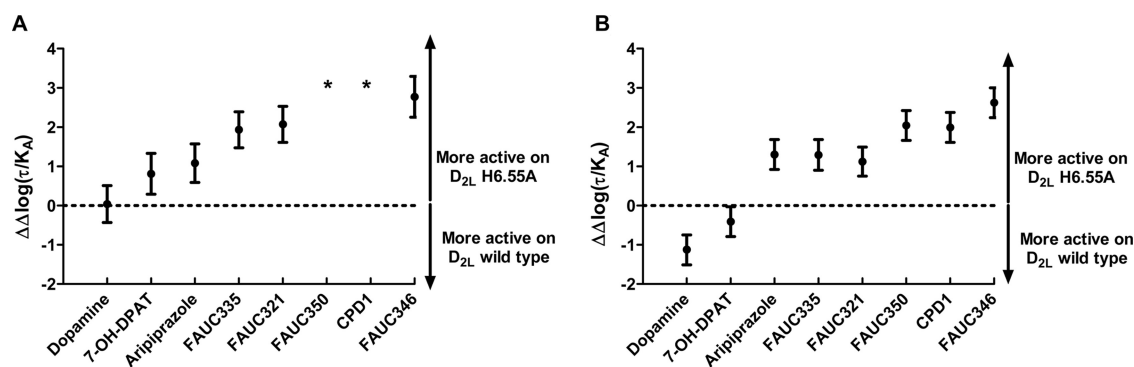 A
ΔΔlog(τ/K_A)
4
3
2
1
0
-1
-2
* *
Dopamine
7-OH-DPAT
Aripiprazole
FAUC335
FAUC321
FAUC350
CPD1
FAUC346
More active on
D2L H6.55A
More active on
D2L wild type
B
ΔΔlog(τ/K_A)
4
3
2
1
0
-1
-2
Dopamine
7-OH-DPAT
Aripiprazole
FAUC335
FAUC321
FAUC350
CPD1
FAUC346
More active on
D2L H6.55A
More active on
D2L wild type